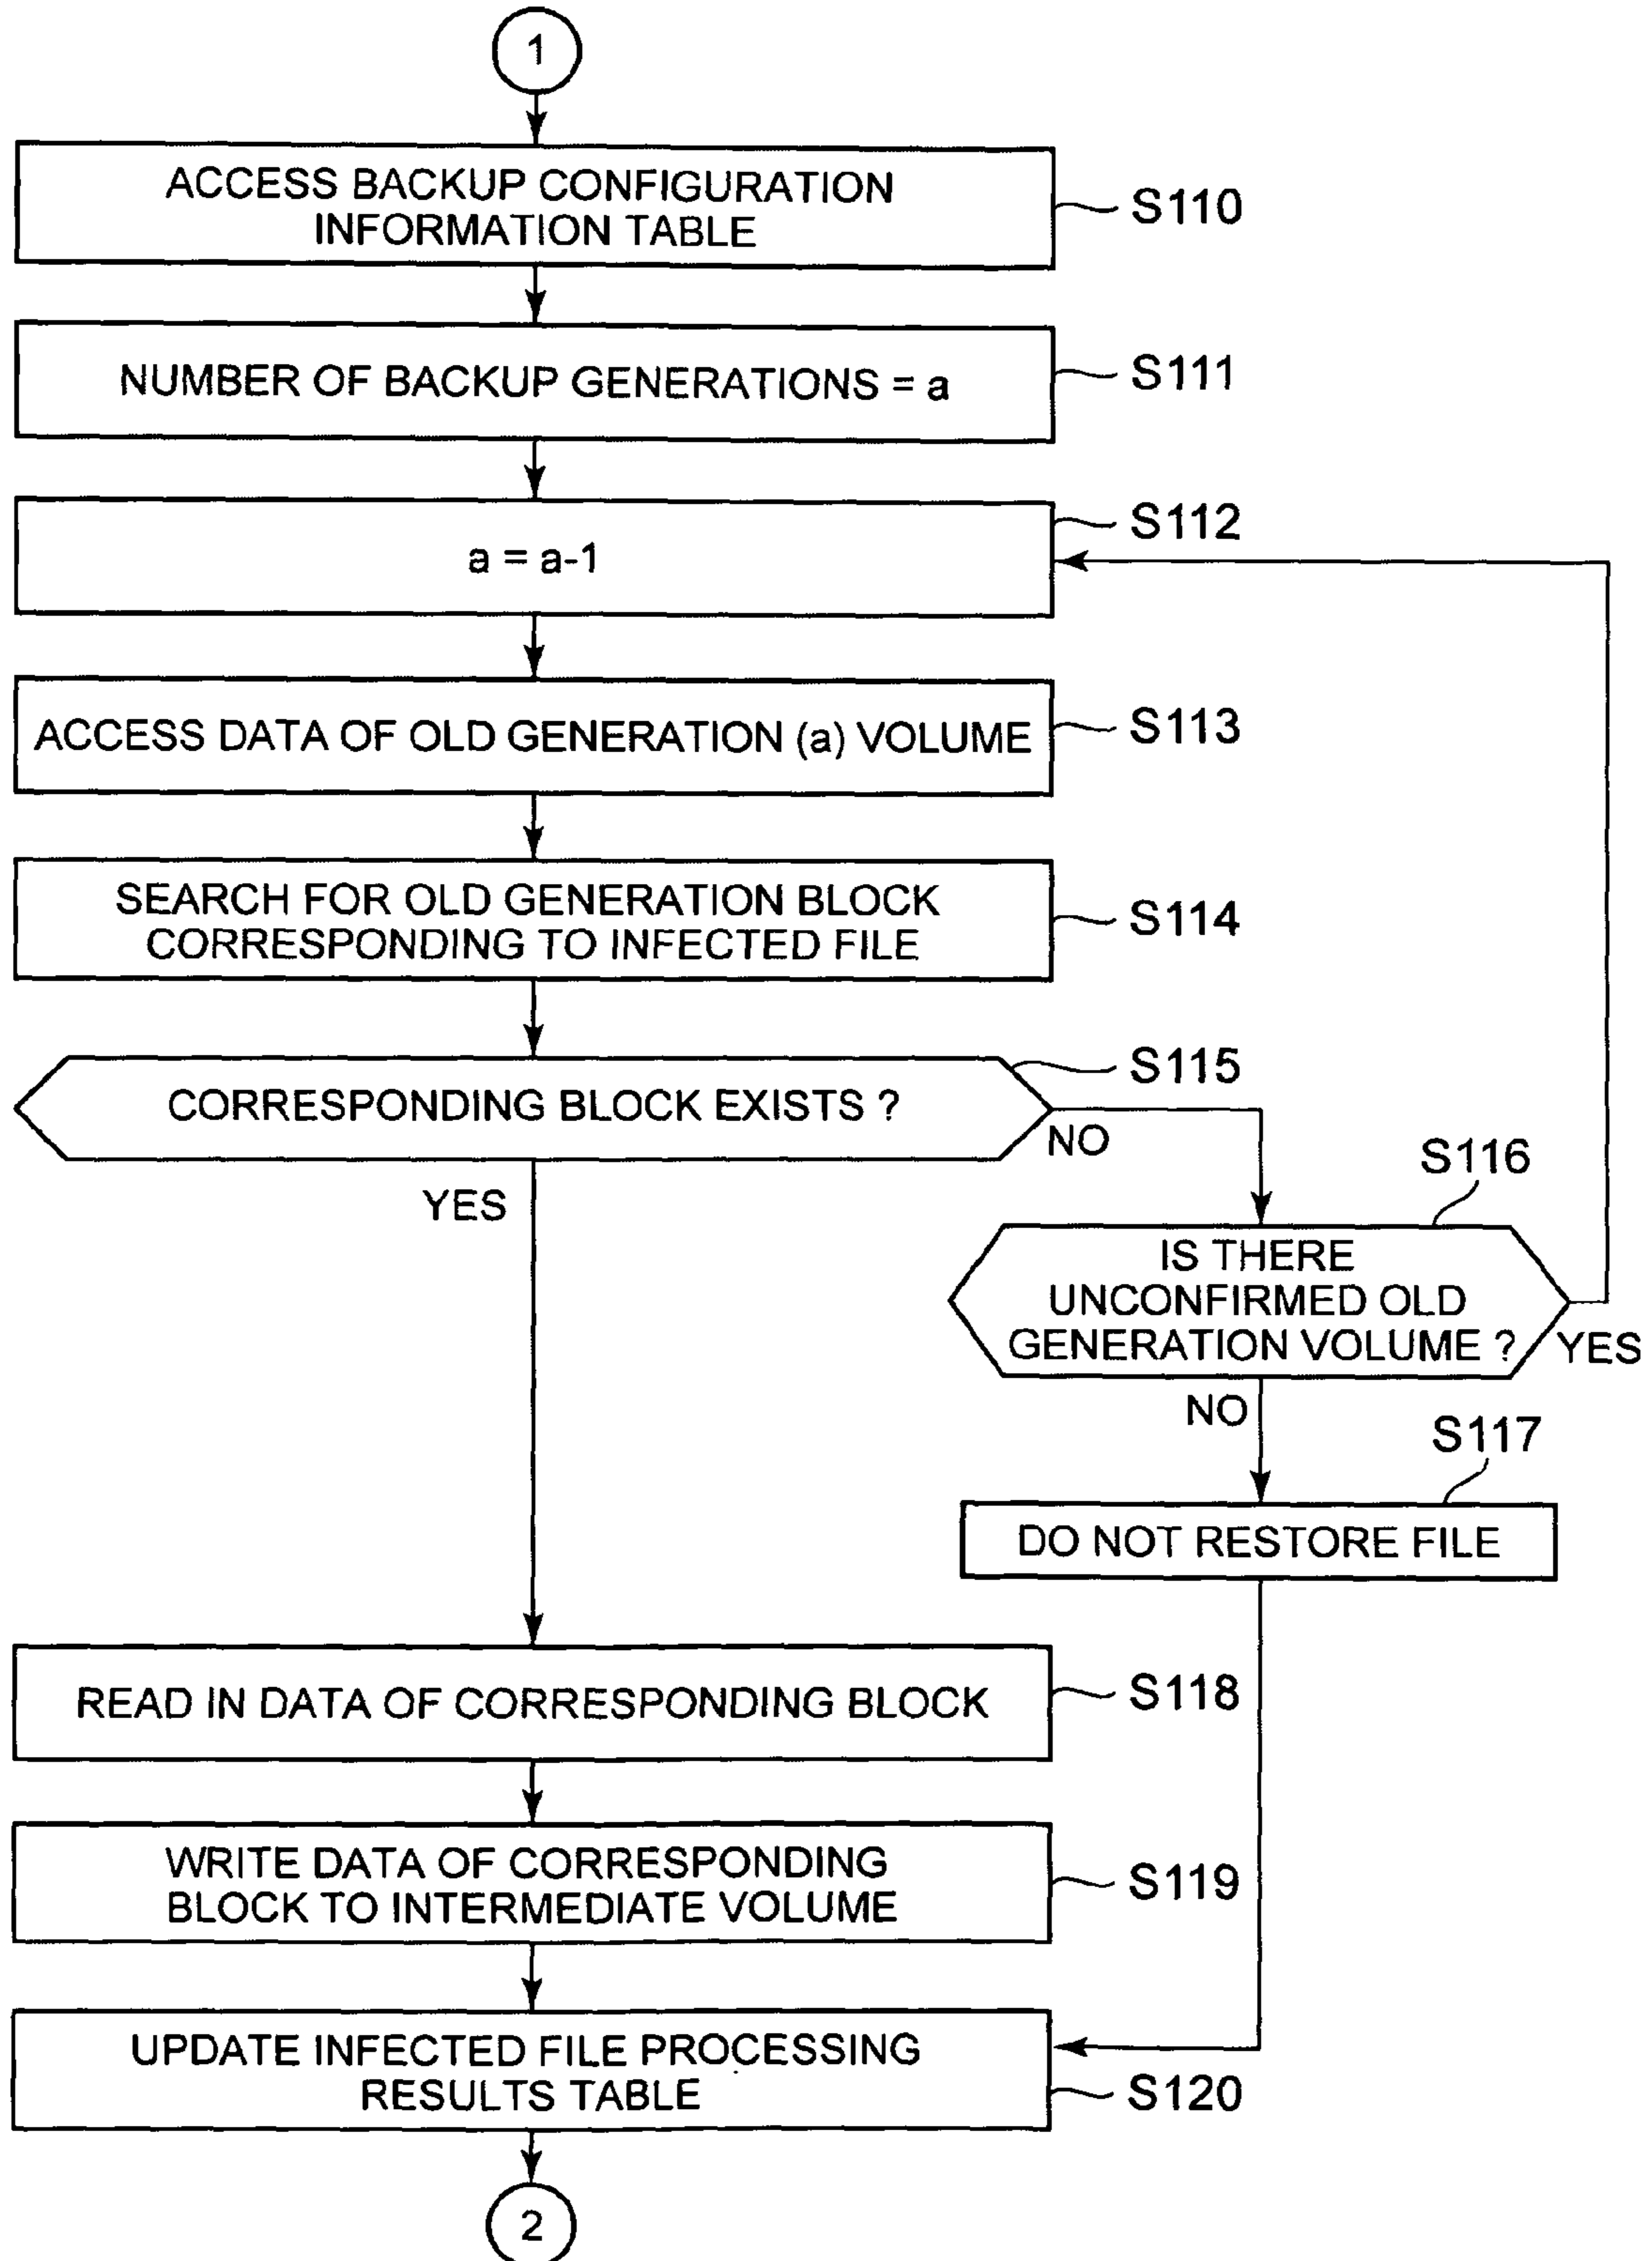 1
ACCESS BACKUP CONFIGURATION
INFORMATION TABLE
S110
NUMBER OF BACKUP GENERATIONS = a
S111
a = a-1
S112
ACCESS DATA OF OLD GENERATION (a) VOLUME
S113
SEARCH FOR OLD GENERATION BLOCK
CORRESPONDING TO INFECTED FILE
S114
CORRESPONDING BLOCK EXISTS ?
S115
NO
YES
S116
IS THERE
UNCONFIRMED OLD
GENERATION VOLUME ?
YES
NO
S117
DO NOT RESTORE FILE
READ IN DATA OF CORRESPONDING BLOCK
S118
WRITE DATA OF CORRESPONDING
BLOCK TO INTERMEDIATE VOLUME
S119
UPDATE INFECTED FILE PROCESSING
RESULTS TABLE
S120
2